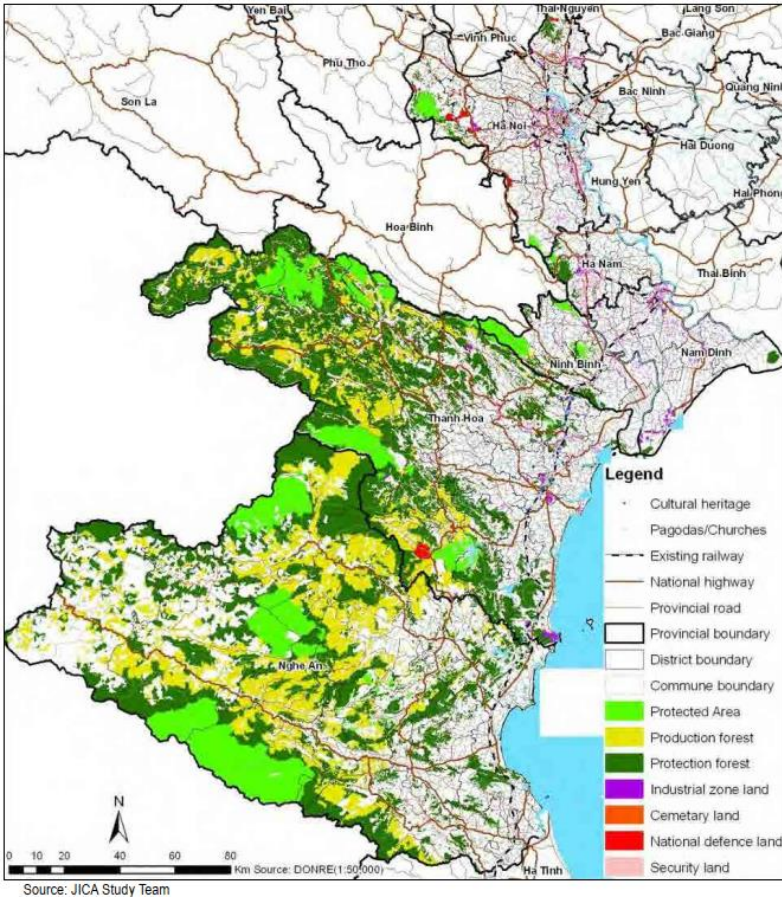 Yen Bai
Thai Nguyen
Lang Son
Vinh Phuc
Bac Giang
Phu Tho
Quang Ninh
Son La
Bac Ninh
Ha Noi
Hai Duong
Hung Yen
Hai Phong
Hoa Binh
Ha Nam
Thai Binh
Ninh Binh
Nam Dinh
Thanh Hoa
Nghe An
Ha Tinh
Legend
Cultural heritage
Pagodas/Churches
Existing railway
National highway
Provincial road
Provincial boundary
District boundary
Commune boundary
Protected Area
Production forest
Protection forest
Industrial zone land
Cemetary land
National defence land
Security land
N
0 10 20 40 60 80
Km Source: DONRE(1:50,000)
Source: JICA Study Team